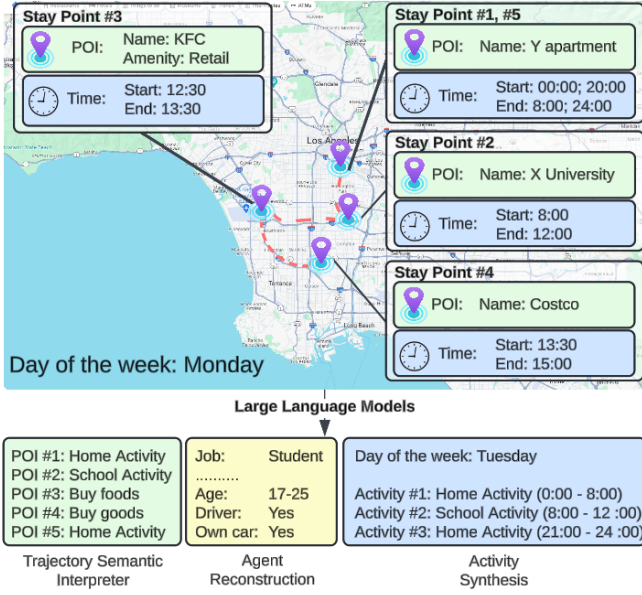 Stay Point #3
POI:
Name: KFC
Amenity: Retail
Time:
Start: 12:30
End: 13:30
Stay Point #1, #5
POI:
Name: Y apartment
Time:
Start: 00:00; 20:00
End: 8:00; 24:00
Stay Point #2
POI:
Name: X University
Time:
Start: 8:00
End: 12:00
Stay Point #4
POI:
Name: Costco
Time:
Start: 13:30
End: 15:00
Glendale
Los Angeles
Torrance
Long Beach
Day of the week: Monday
Large Language Models
POI #1: Home Activity
POI #2: School Activity
POI #3: Buy foods
POI #4: Buy goods
POI #5: Home Activity
Trajectory Semantic
Interpreter
Job: Student
..........
Age: 17-25
Driver: Yes
Own car: Yes
Agent
Reconstruction
Day of the week: Tuesday
Activity #1: Home Activity (0:00 - 8:00)
Activity #2: School Activity (8:00 - 12 :00)
Activity #3: Home Activity (21:00 - 24 :00)
Activity
Synthesis